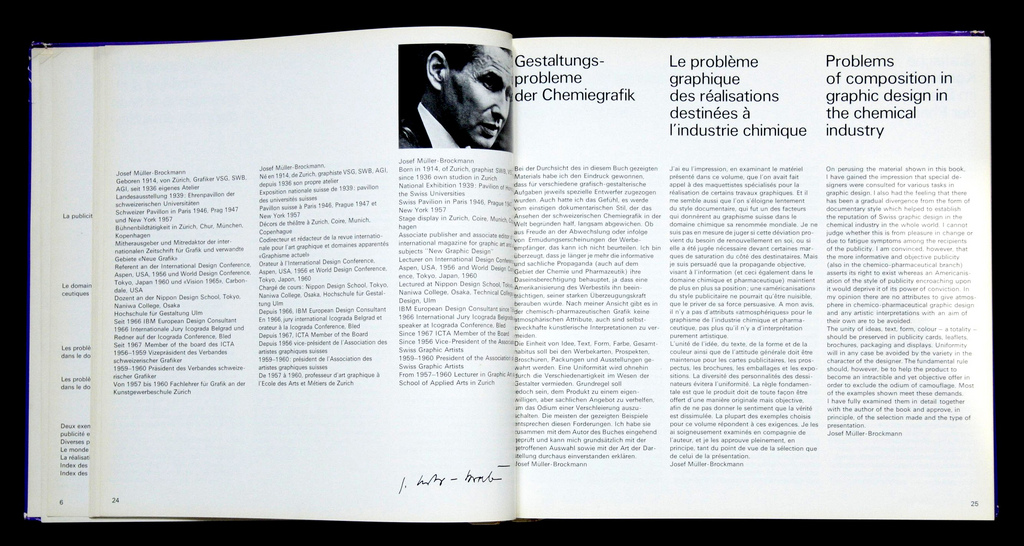 La publicit
Le domain
ceutiques
Les problè
dans le do
Les problè
dans le do
Deux exen
publicité e
Diverses p
Le monde
La réalisat
Index des
Index des
6
Josef Müller-Brockmann
Geboren 1914, von Zürich, Grafiker VSG, SWB,
AGI, seit 1936 eigenes Atelier
Landesausstellung 1939: Ehrenpavillon der
schweizerischen Universitäten
Schweizer Pavillon in Paris 1946, Prag 1947
und New York 1957
Bühnenbildtätigkeit in Zürich, Chur, München,
Kopenhagen
Mitherausgeber und Mitredaktor der inter-
nationalen Zeitschrift für Grafik und verwandte
Gebiete «Neue Grafik»
Referent an der International Design Conference,
Aspen, USA, 1956 und World Design Conference,
Tokyo, Japan 1960 und «Vision 1965», Carbon-
dale, USA
Dozent an der Nippon Design School, Tokyo,
Naniwa College, Osaka
Hochschule für Gestaltung Ulm
Seit 1966 IBM European Design Consultant
1966 Internationale Jury Icograda Belgrad und
Redner auf der Icograda Conference, Bled
Seit 1967 Member of the board des ICTA
1956–1959 Vizepräsident des Verbandes
schweizerischer Grafiker
1959–1960 Präsident des Verbandes schweize-
rischer Grafiker
Von 1957 bis 1960 Fachlehrer für Grafik an der
Kunstgewerbeschule Zürich
24
Josef Müller-Brockmann,
Né en 1914, de Zurich, graphiste VSG, SWB, AGI,
depuis 1936 son propre atelier
Exposition nationale suisse de 1939: pavillon
des universités suisses
Pavillon suisse à Paris 1946, Prague 1947 et
New York 1957
Décors de théâtre à Zurich, Coire, Munich,
Copenhague
Codirecteur et rédacteur de la revue internatio-
nale pour l'art graphique et domaines apparentés
«Graphisme actuel»
Orateur à l'International Design Conference,
Aspen, USA, 1956 et World Design Conference,
Tokyo, Japan 1960
Chargé de cours: Nippon Design School, Tokyo,
Naniwa College, Osaka, Hochschule für Gestal-
tung Ulm
Depuis 1966, IBM European Design Consultant
En 1966 jury international Icograda Belgrad et
orateur à la Icograda Conference, Bled
Depuis 1967, ICTA Member of the Board
Depuis 1956 vice-président de l'Association des
artistes graphiques suisses
1959–1960: président de l'Association des
artistes graphiques suisses
De 1957 à 1960, professeur d'art graphique à
l'Ecole des Arts et Métiers de Zurich
Josef Müller-Brockmann
Born in 1914, of Zurich, graphist SWB,
since 1936 own studio in Zurich
National Exhibition 1939: Pavilion of
the Swiss Universities
Swiss Pavilion in Paris 1946, Prague
New York 1957
Stage display in Zurich, Coire, Munich,
hagen
Associate publisher and associate edito
international magazine for graphic art a
subjects "New Graphic Design"
Lecturer on International Design Confer
Aspen, USA, 1956 and World Design
ence, Tokyo, Japan 1960
Lectured at Nippon Design School,
Naniwa College, Osaka, Technical Colle
Design, Ulm
IBM European Design Consultant sinc
1966 International Jury Icograda Belgra
speaker at Icograda Conference, Bled
Since 1967 Member of the Board ICTA
Since 1956 Vice-President of the Assoc
Swiss Graphic Artists
1959–1960 President of the Association
Swiss Graphic Artists
From 1957–1960 Lecturer in Graphic
School of Applied Arts in Zurich
Gestaltungs-
probleme
der Chemiegrafik
Bei der Durchsicht des in diesem Buch gezeigten
Materials habe ich den Eindruck gewonnen,
dass für verschiedene grafisch-gestalterische
Aufgaben jeweils spezielle Entwerfer zugezogen
wurden. Auch hatte ich das Gefühl, es werde
vom einstigen dokumentarischen Stil, der das
Ansehen der schweizerischen Chemiegrafik in der
Welt begründen half, langsam abgewichen. Ob
aus Freude an der Abwechslung oder infolge
von Ermüdungserscheinungen der Werbe-
empfänger, das kann ich nicht beurteilen. Ich bin
überzeugt, dass je länger je mehr die informative
und sachliche Propaganda (auch auf dem
Gebiet der Chemie und Pharmazeutik) ihre
Daseinsberechtigung behauptet, ja dass eine
Amerikanisierung des Werbestils ihn beein-
trächtigen, seiner starken Überzeugungskraft
berauben würde. Nach meiner Ansicht gibt es in
der chemisch-pharmazeutischen Grafik keine
atmosphärischen Attribute, auch sind selbst-
zweckhafte künstlerische Interpretationen zu ver-
meiden.
Die Einheit von Idee, Text, Form, Farbe, Gesamt-
habitus soll bei den Werbekarten, Prospekten,
Broschüren, Packungen und Ausstellungen ge-
wahrt werden. Eine Uniformität wird ohnehin
durch die Verschiedenartigkeit im Wesen der
Gestalter vermieden. Grundregel soll
jedoch sein, dem Produkt zu einem eigen-
willigen, aber sachlichen Angebot zu verhelfen,
um das Odium einer Verschleierung auszu-
schalten. Die meisten der gezeigten Beispiele
entsprechen diesen Forderungen. Ich habe sie
zusammen mit dem Autor des Buches eingehend
geprüft und kann mich grundsätzlich mit der
getroffenen Auswahl sowie mit der Art der Dar-
stellung durchaus einverstanden erklären.
Josef Müller-Brockmann
Le problème
graphique
des réalisations
destinées à
l'industrie chimique
J'ai eu l'impression, en examinant le matériel
présenté dans ce volume, que l'on avait fait
appel à des maquettistes spécialisés pour la
réalisation de certains travaux graphiques. Et il
me semble aussi que l'on s'éloigne lentement
du style documentaire, qui fut un des facteurs
qui donnèrent au graphisme suisse dans le
domaine chimique sa renommée mondiale. Je ne
suis pas en mesure de juger si cette déviation pro-
vient du besoin de renouvellement en soi, ou si
elle a été jugée nécessaire devant certaines mar-
ques de saturation du côté des destinataires. Mais
je suis persuadé que la propagande objective,
visant à l'information (et ceci également dans le
domaine chimique et pharmaceutique) maintient
de plus en plus sa position; une «américanisation»
du style publicitaire ne pourrait qu'être nuisible,
que le priver de sa force persuasive. A mon avis,
il n'y a pas d'attributs «atmosphériques» pour le
graphisme de l'industrie chimique et pharma-
ceutique, pas plus qu'il n'y a d'interprétation
purement artistique.
L'unité de l'idée, du texte, de la forme et de la
couleur ainsi que de l'attitude générale doit être
maintenue pour les cartes publicitaires, les pros-
pectus, les brochures, les emballages et les expo-
sitions. La diversité des personnalités des dessi-
nateurs évitera l'uniformité. La règle fondamen-
tale est que le produit doit de toute façon être
offert d'une manière originale mais objective,
afin de ne pas donner le sentiment que la vérité
est dissimulée. La plupart des exemples choisis
pour ce volume répondent à ces exigences. Je les
ai soigneusement examinés en compagnie de
l'auteur, et je les approuve pleinement, en
principe, tant du point de vue de la sélection que
de celui de la présentation.
Josef Müller-Brockmann
Problems
of composition in
graphic design in
the chemical
industry
On perusing the material shown in this book,
I have gained the impression that special de-
signers were consulted for various tasks in
graphic design. I also had the feeling that there
has been a gradual divergence from the form of
documentary style which helped to establish
the reputation of Swiss graphic design in the
chemical industry in the whole world. I cannot
judge whether this is from pleasure in change or
due to fatigue symptoms among the recipients
of the publicity. I am convinced, however, that
the more informative and objective publicity
(also in the chemico-pharmaceutical branch)
asserts its right to exist whereas an Americanis-
ation of the style of publicity encroaching upon
it would deprive it of its power of conviction. In
my opinion there are no attributes to give atmos-
phere in chemico-pharmaceutical graphic design
and any artistic interpretations with an aim of
their own are to be avoided.
The unity of ideas, text, form, colour – a totality –
should be preserved in publicity cards, leaflets,
brochures, packaging and displays. Uniformity
will in any case be avoided by the variety in the
character of the designer. The fundamental rule
should, however, be to help the product to
become an intractable and yet objective offer in
order to exclude the odium of camouflage. Most
of the examples shown meet these demands.
I have fully examined them in detail together
with the author of the book and approve, in
principle, of the selection made and the type of
presentation.
Josef Müller-Brockmann
25